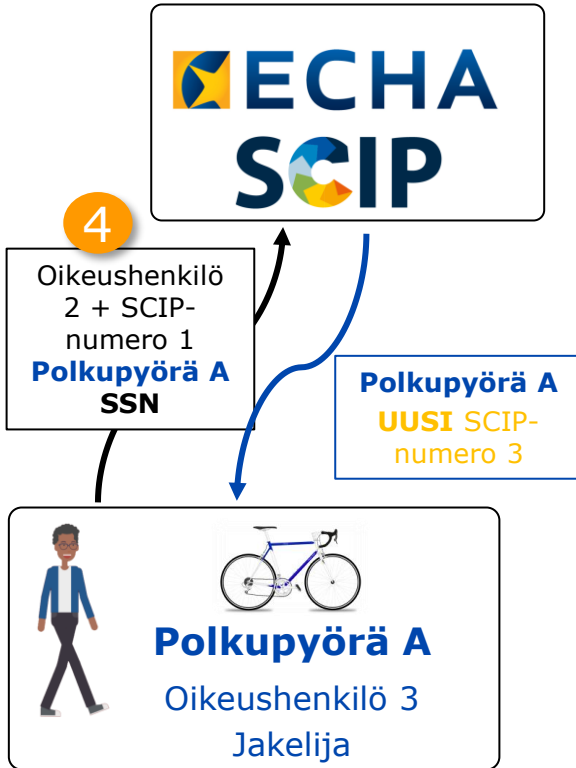 ECHA
SCIP
4
Oikeushenkilö
2 + SCIP-
numero 1
Polkupyörä A
SSN
Polkupyörä A
UUSI SCIP-
numero 3
Polkupyörä A
Oikeushenkilö 3
Jakelija